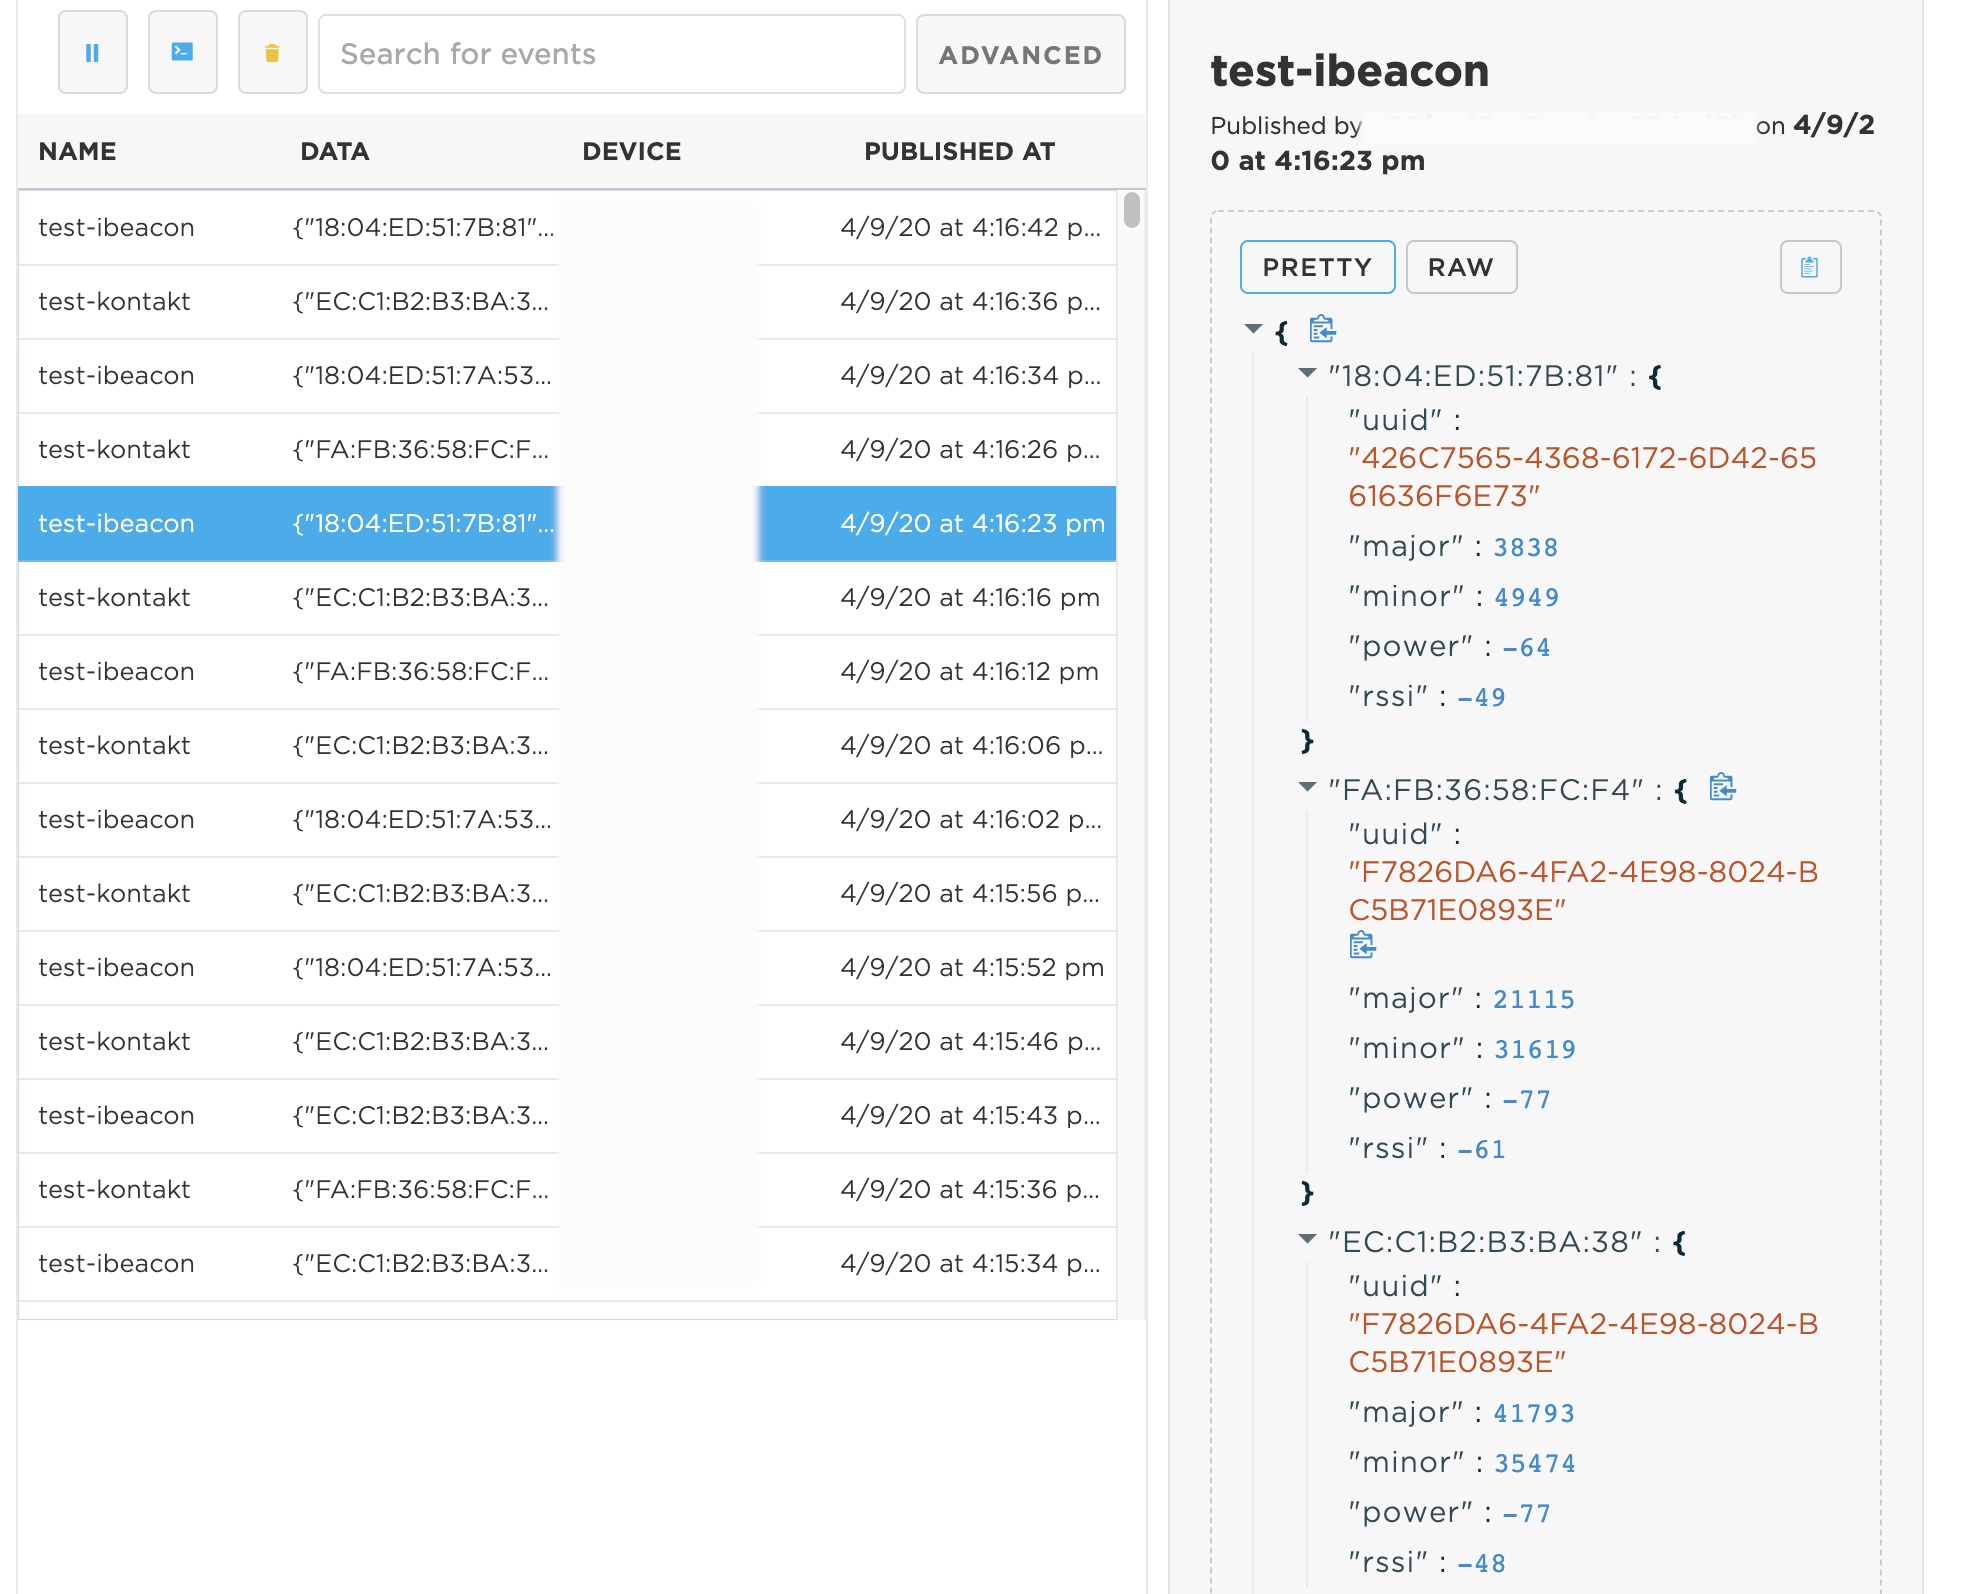 Search for events
ADVANCED
NAME DATA DEVICE PUBLISHED AT
test-ibeacon {"18:04:ED:51:7B:81"... 4/9/20 at 4:16:42 p...
test-kontakt {"EC:C1:B2:B3:BA:3... 4/9/20 at 4:16:36 p...
test-ibeacon {"18:04:ED:51:7A:53... 4/9/20 at 4:16:34 p...
test-kontakt {"FA:FB:36:58:FC:F... 4/9/20 at 4:16:26 p...
test-ibeacon {"18:04:ED:51:7B:81"... 4/9/20 at 4:16:23 pm
test-kontakt {"EC:C1:B2:B3:BA:3... 4/9/20 at 4:16:16 pm
test-ibeacon {"FA:FB:36:58:FC:F... 4/9/20 at 4:16:12 pm
test-kontakt {"EC:C1:B2:B3:BA:3... 4/9/20 at 4:16:06 p...
test-ibeacon {"18:04:ED:51:7A:53... 4/9/20 at 4:16:02 p...
test-kontakt {"EC:C1:B2:B3:BA:3... 4/9/20 at 4:15:56 p...
test-ibeacon {"18:04:ED:51:7A:53... 4/9/20 at 4:15:52 pm
test-kontakt {"EC:C1:B2:B3:BA:3... 4/9/20 at 4:15:46 p...
test-ibeacon {"EC:C1:B2:B3:BA:3... 4/9/20 at 4:15:43 p...
test-kontakt {"FA:FB:36:58:FC:F... 4/9/20 at 4:15:36 p...
test-ibeacon {"EC:C1:B2:B3:BA:3... 4/9/20 at 4:15:34 p...
test-ibeacon
Published by on 4/9/2
0 at 4:16:23 pm
PRETTY RAW
{
"18:04:ED:51:7B:81" : {
"uuid" :
"426C7565-4368-6172-6D42-65
61636F6E73"
"major" : 3838
"minor" : 4949
"power" : -64
"rssi" : -49
}
"FA:FB:36:58:FC:F4" : {
"uuid" :
"F7826DA6-4FA2-4E98-8024-B
C5B71E0893E"
"major" : 21115
"minor" : 31619
"power" : -77
"rssi" : -61
}
"EC:C1:B2:B3:BA:38" : {
"uuid" :
"F7826DA6-4FA2-4E98-8024-B
C5B71E0893E"
"major" : 41793
"minor" : 35474
"power" : -77
"rssi" : -48